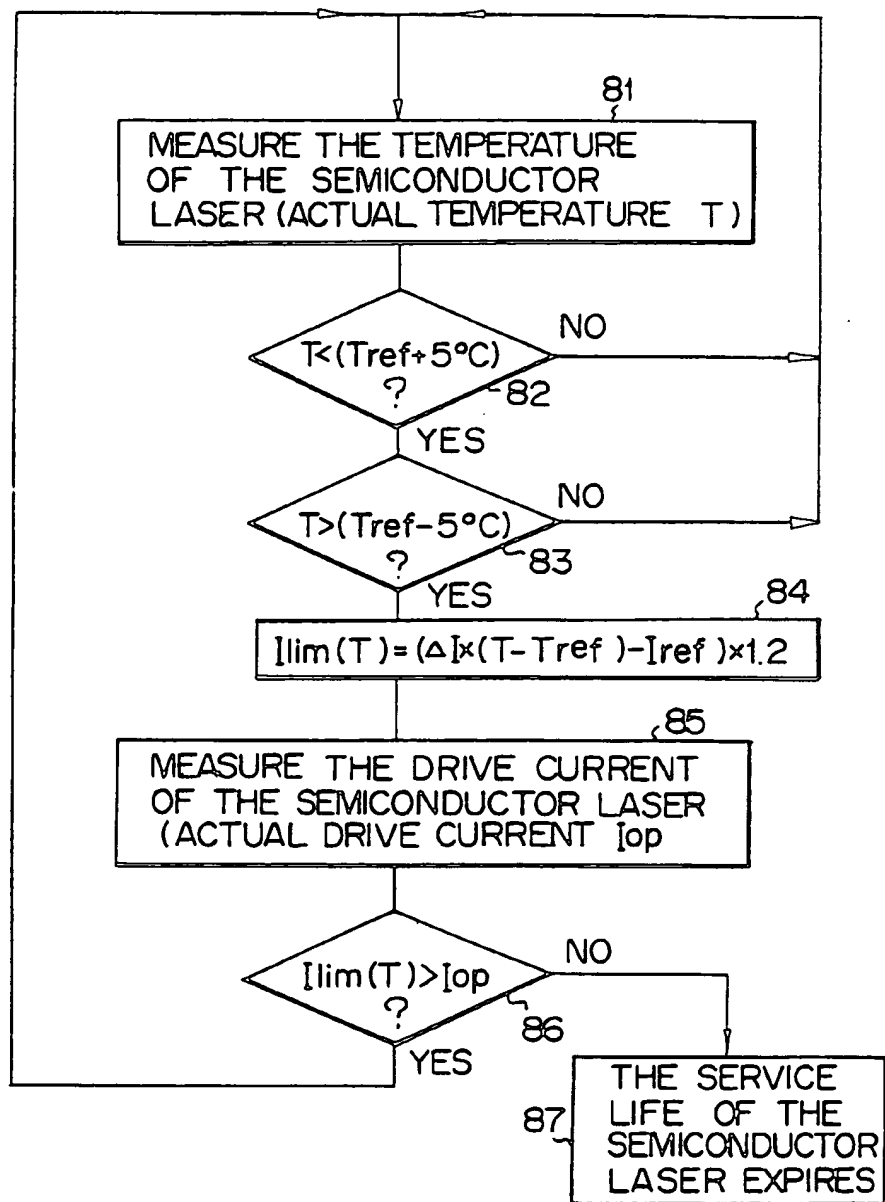 81
MEASURE THE TEMPERATURE
OF THE SEMICONDUCTOR
LASER (ACTUAL TEMPERATURE T)
T<(Tref+5°C)
?
NO
82
YES
T>(Tref-5°C)
?
NO
83
YES
84
Ilim(T)=(ΔI×(T-Tref)-Iref)×1.2
85
MEASURE THE DRIVE CURRENT
OF THE SEMICONDUCTOR LASER
(ACTUAL DRIVE CURRENT Iop
Ilim(T)>Iop
?
NO
86
YES
87
THE SERVICE
LIFE OF THE
SEMICONDUCTOR
LASER EXPIRES